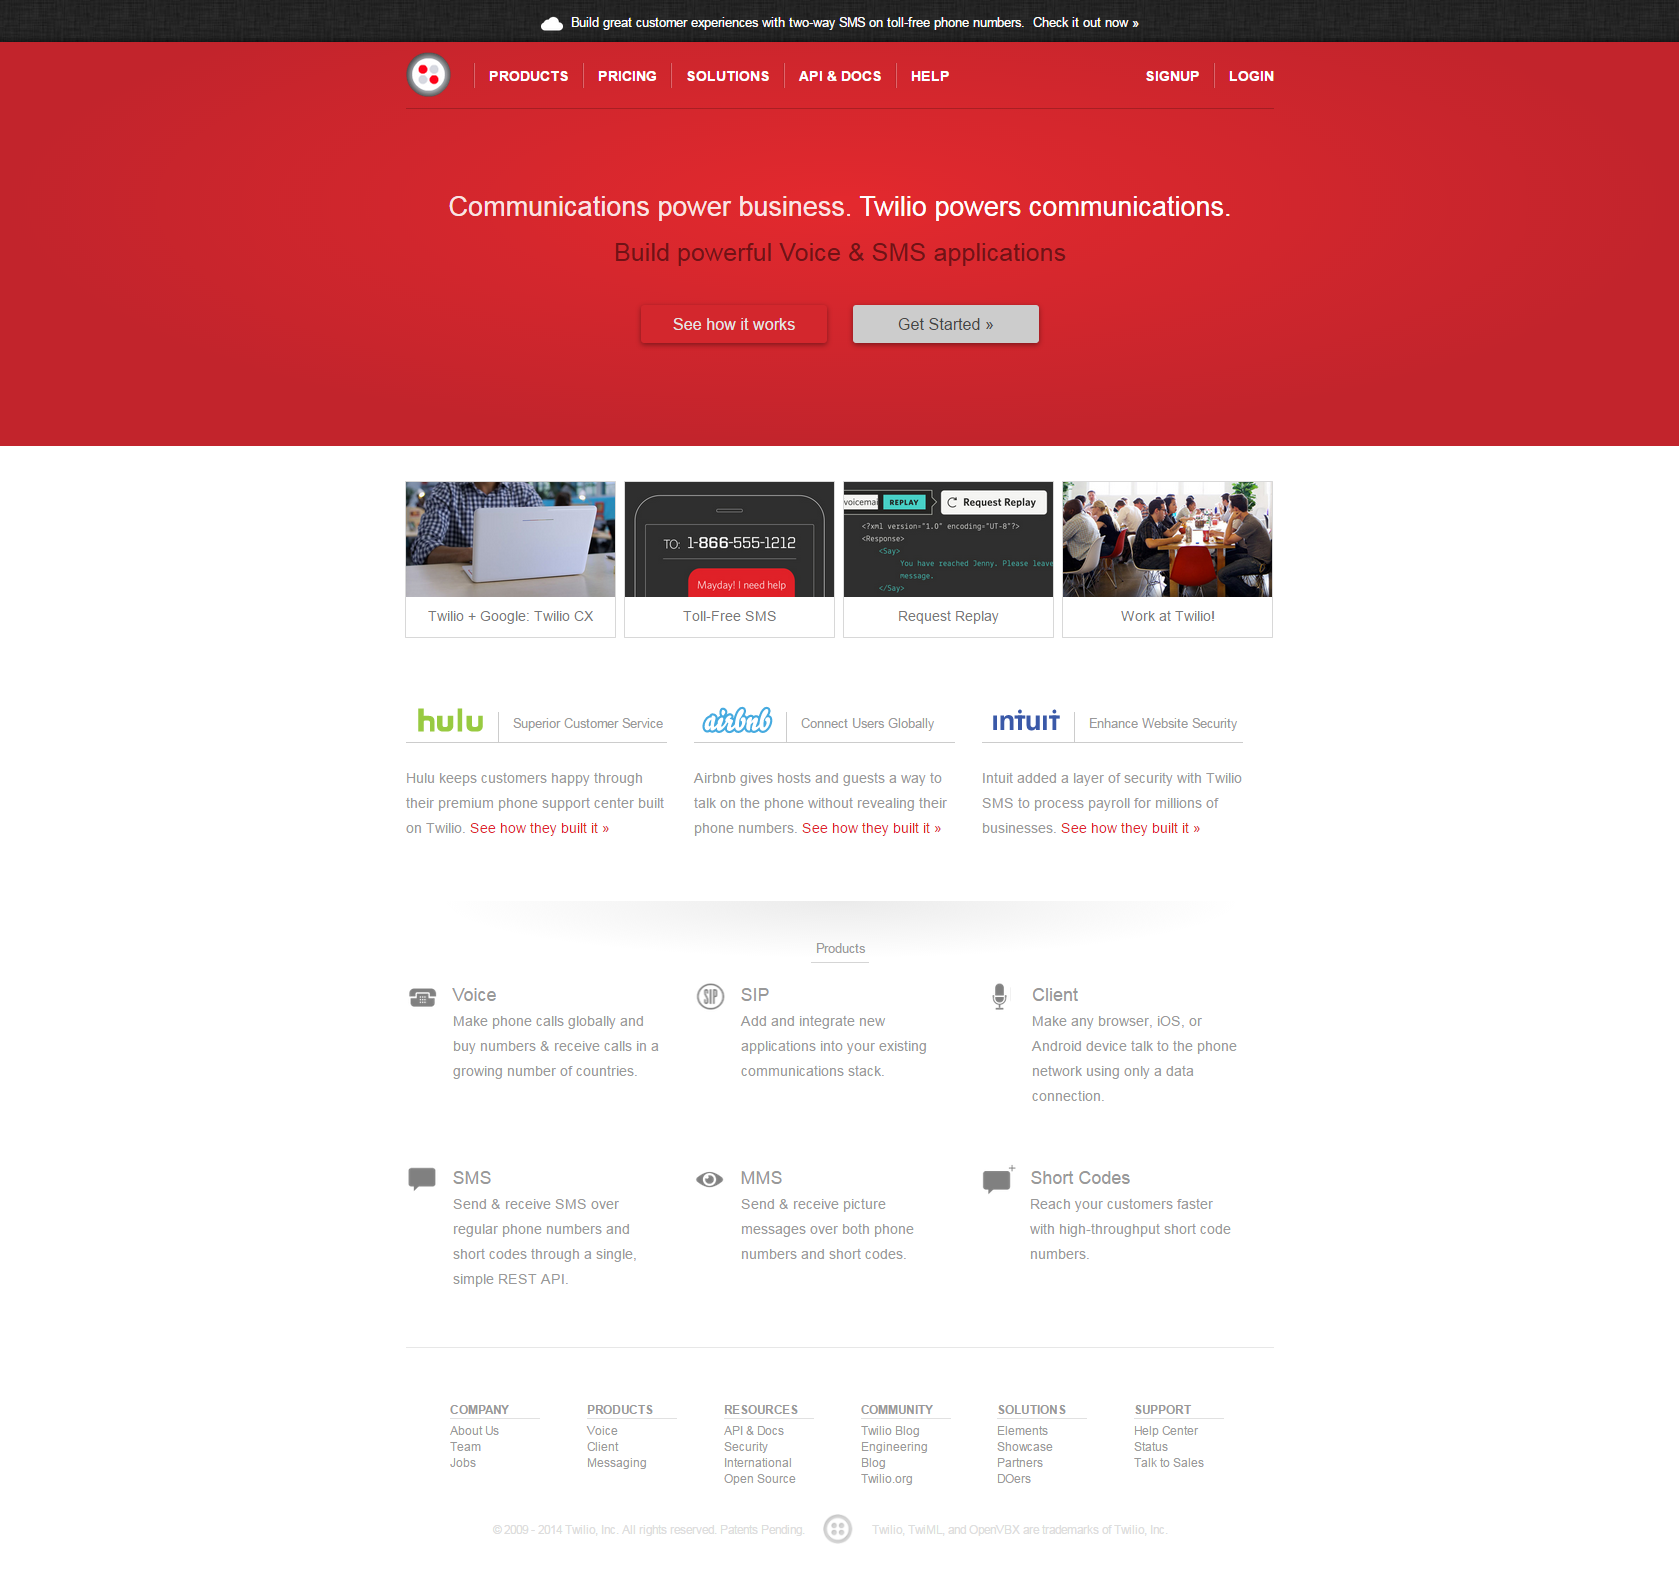 Build great customer experiences with two-way SMS on toll-free phone numbers. Check it out now »
PRODUCTS
PRICING
SOLUTIONS
API & DOCS
HELP
SIGNUP
LOGIN
Communications power business. Twilio powers communications.
Build powerful Voice & SMS applications
See how it works
Get Started »
TO: 1-866-555-1212
Mayday! I need help
voicemai
REPLAY
Request Replay
<?xml version="1.0" encoding="UT-8"?>
<Response>
<Say>
You have reached Jenny. Please leave
message.
</Say>
Twilio + Google: Twilio CX
Toll-Free SMS
Request Replay
Work at Twilio!
hulu
Superior Customer Service
Hulu keeps customers happy through
their premium phone support center built
on Twilio. See how they built it »
airbnb
Connect Users Globally
Airbnb gives hosts and guests a way to
talk on the phone without revealing their
phone numbers. See how they built it »
intuit
Enhance Website Security
Intuit added a layer of security with Twilio
SMS to process payroll for millions of
businesses. See how they built it »
Products
Voice
Make phone calls globally and
buy numbers & receive calls in a
growing number of countries.
SIP
SIP
Add and integrate new
applications into your existing
communications stack.
Client
Make any browser, iOS, or
Android device talk to the phone
network using only a data
connection.
SMS
Send & receive SMS over
regular phone numbers and
short codes through a single,
simple REST API.
MMS
Send & receive picture
messages over both phone
numbers and short codes.
Short Codes
Reach your customers faster
with high-throughput short code
numbers.
COMPANY
About Us
Team
Jobs
PRODUCTS
Voice
Client
Messaging
RESOURCES
API & Docs
Security
International
Open Source
COMMUNITY
Twilio Blog
Engineering
Blog
Twilio.org
SOLUTIONS
Elements
Showcase
Partners
DOers
SUPPORT
Help Center
Status
Talk to Sales
© 2009 - 2014 Twilio, Inc. All rights reserved. Patents Pending.
Twilio, TwiML, and OpenVBX are trademarks of Twilio, Inc.